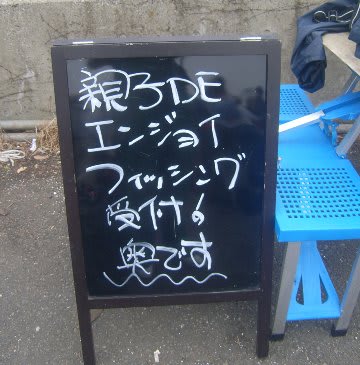 親子DE
エンジョイ
フィッシング
受付の
奥です